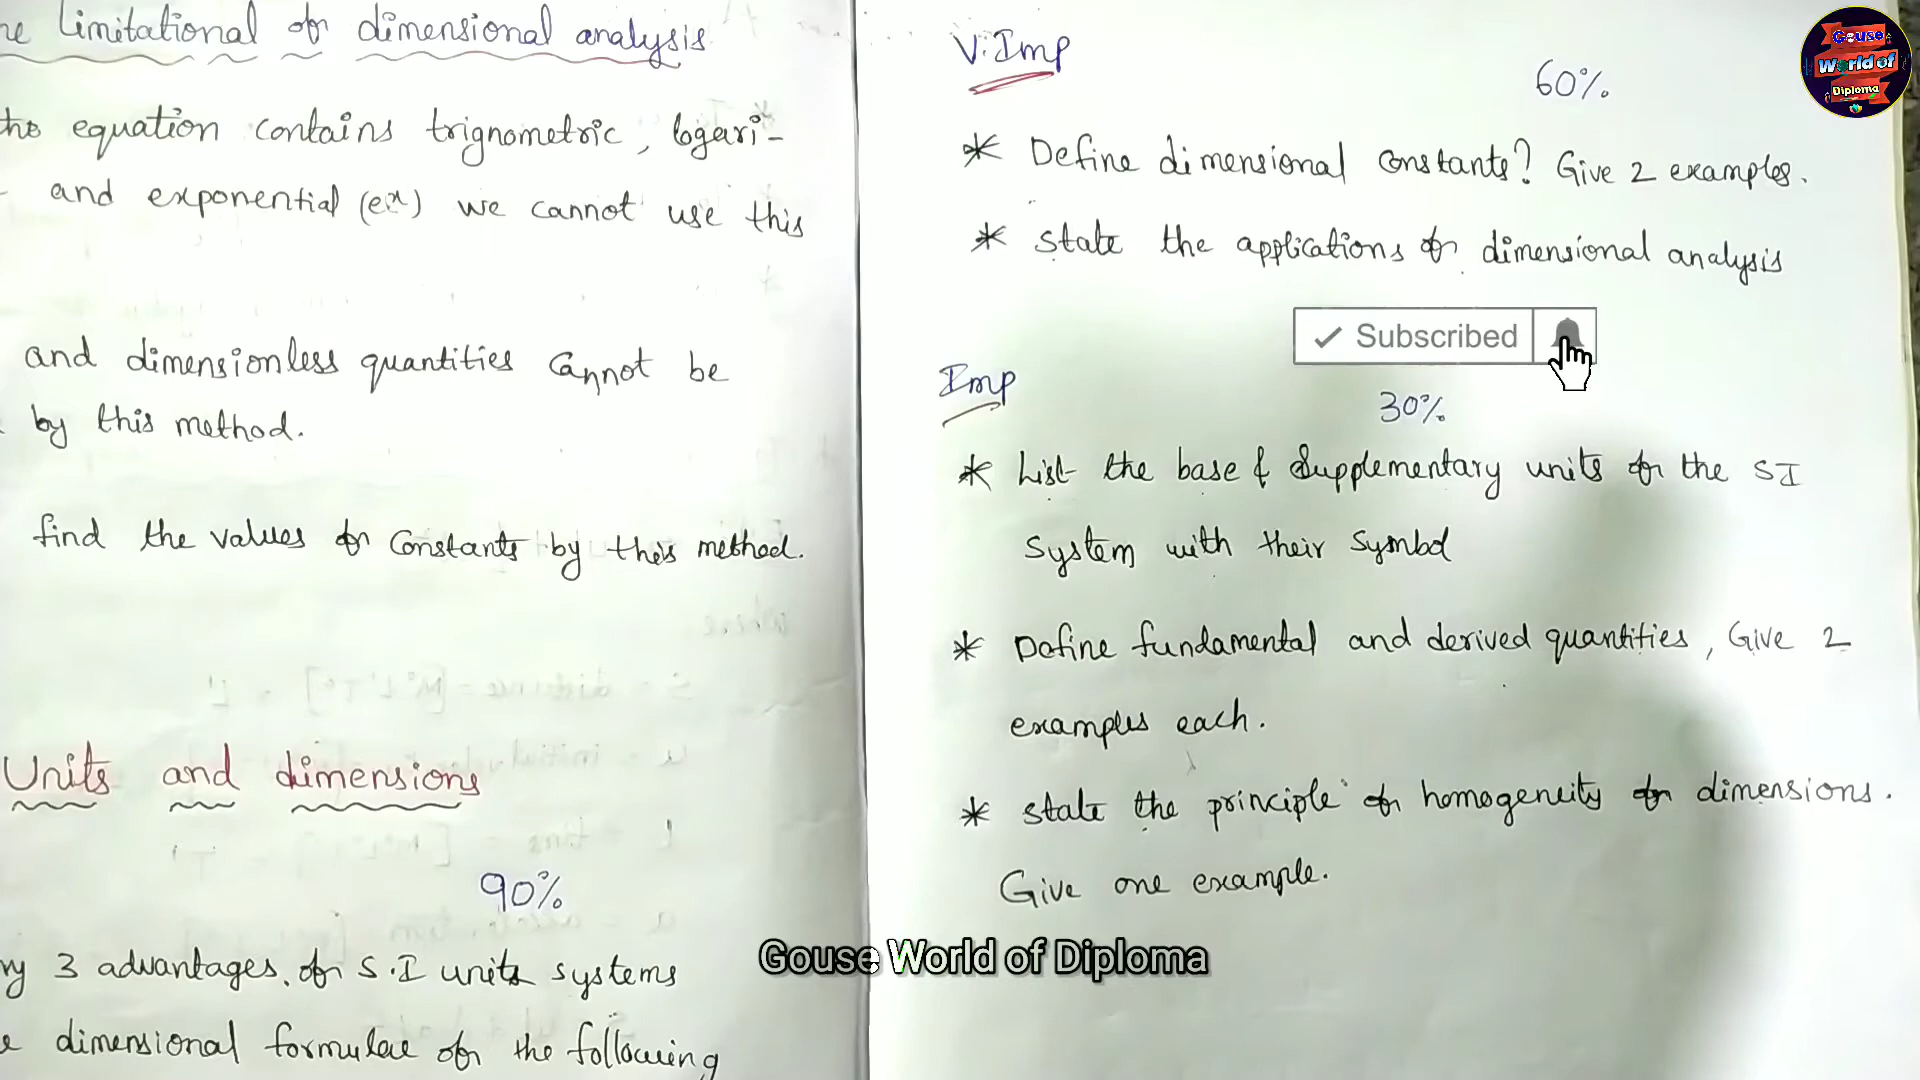 limitational of dimensional analysis
equation contains trignometric, logari-
and exponential (ex) we cannot use this
and dimensionless quantities cannot be
by this method.
find the values of constants by this method.
Units and dimensions
90%
3 advantages of S.I units systems
dimensional formulae of the following
V.Imp
60%
* Define dimensional constants? Give 2 examples.
* state the applications of dimensional analysis
Subscribed
Imp
30%
* List the base & Supplementary units of the SI
System with their Symbol
* Define fundamental and derived quantities, Give 2
examples each.
* state the principle of homogeneity of dimensions.
Give one example.
Gouse World of Diploma
Gouse
World of
Diploma